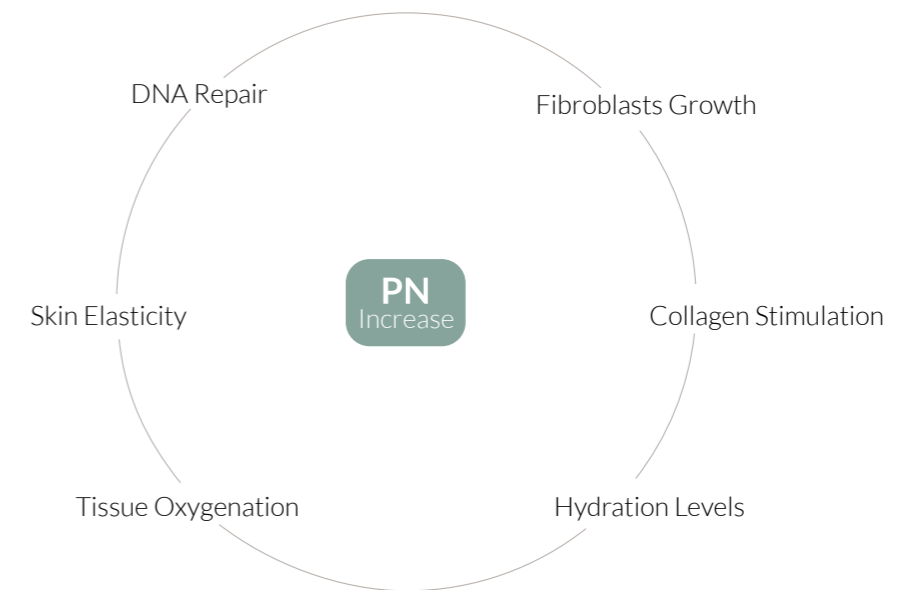 DNA Repair
Fibroblasts Growth
PN
Increase
Skin Elasticity
Collagen Stimulation
Tissue Oxygenation
Hydration Levels